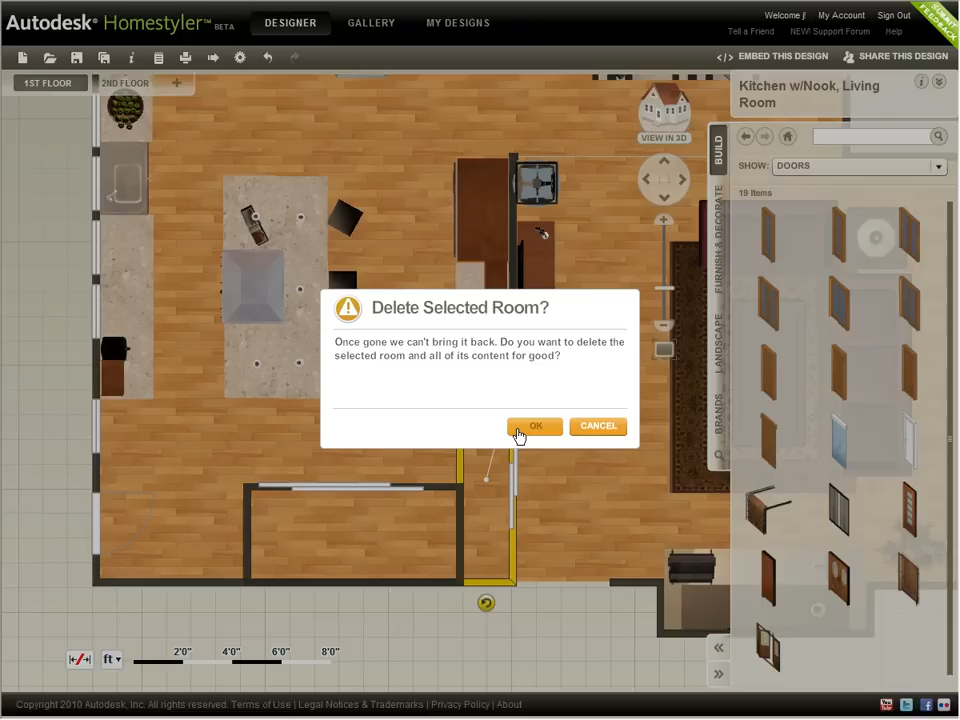 Autodesk® Homestyler™ BETA
DESIGNER
GALLERY
MY DESIGNS
Welcome j!
My Account
Sign Out
Tell a Friend
NEW! Support Forum
Help
SUBMIT
FEEDBACK
</> EMBED THIS DESIGN
SHARE THIS DESIGN
1ST FLOOR
2ND FLOOR
+
VIEW IN 3D
Kitchen w/Nook, Living
Room
BUILD
FURNISH & DECORATE
LANDSCAPE
BRANDS
SHOW:
DOORS
19 Items
Delete Selected Room?
Once gone we can't bring it back. Do you want to delete the
selected room and all of its content for good?
OK
CANCEL
ft
2'0"
4'0"
6'0"
8'0"
Copyright 2010 Autodesk, Inc. All rights reserved. Terms of Use | Legal Notices & Trademarks | Privacy Policy | About
You Tube